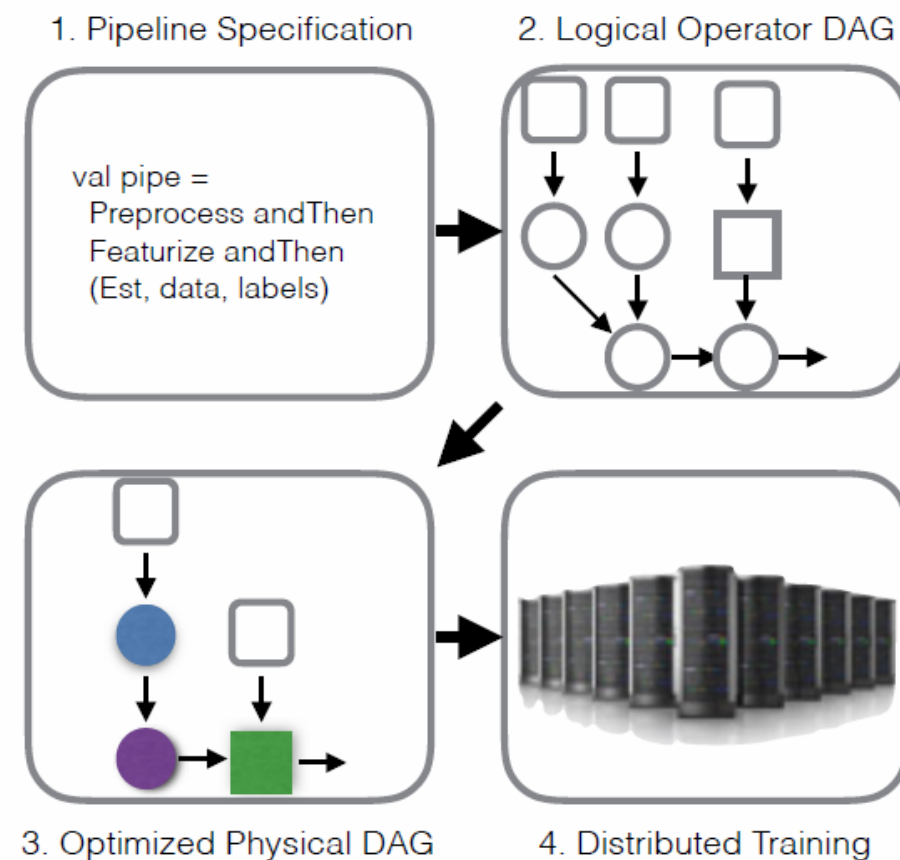 1. Pipeline Specification
2. Logical Operator DAG
val pipe =
Preprocess andThen
Featurize andThen
(Est, data, labels)
3. Optimized Physical DAG
4. Distributed Training